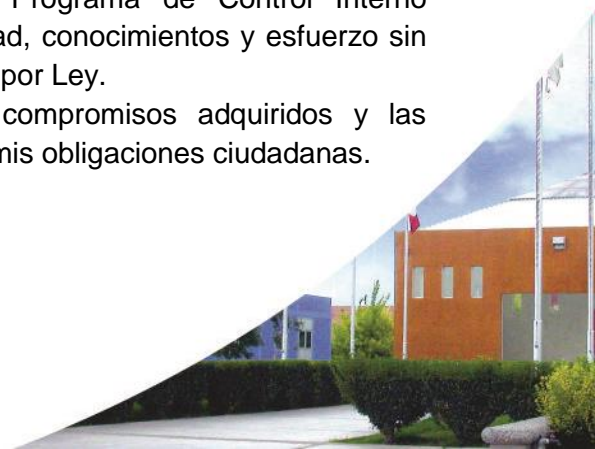 Programa de Control Interno
ad, conocimientos y esfuerzo sin
por Ley.
compromisos adquiridos y las
mis obligaciones ciudadanas.